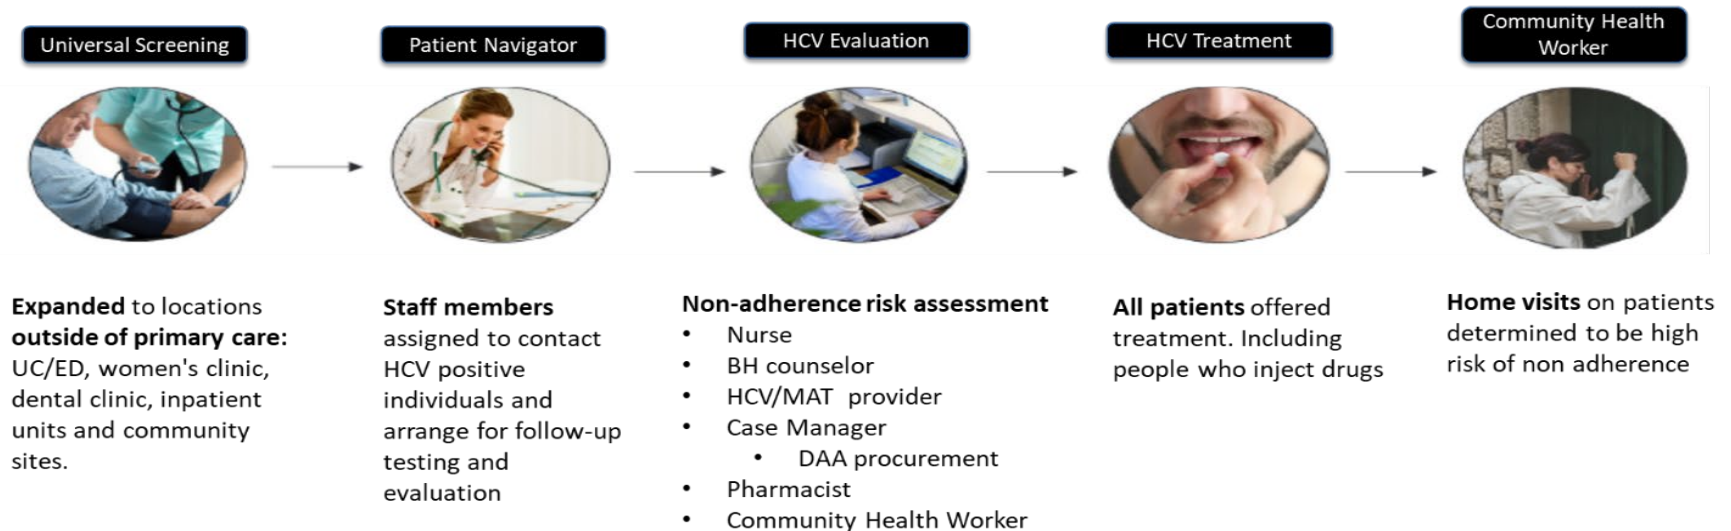 Universal Screening
Patient Navigator
HCV Evaluation
HCV Treatment
Community Health
Worker
Expanded to locations
outside of primary care:
UC/ED, women's clinic,
dental clinic, inpatient
units and community
sites.
Staff members
assigned to contact
HCV positive
individuals and
arrange for follow-up
testing and
evaluation
Non-adherence risk assessment
• Nurse
• BH counselor
• HCV/MAT provider
• Case Manager
• DAA procurement
• Pharmacist
• Community Health Worker
All patients offered
treatment. Including
people who inject drugs
Home visits on patients
determined to be high
risk of non adherence